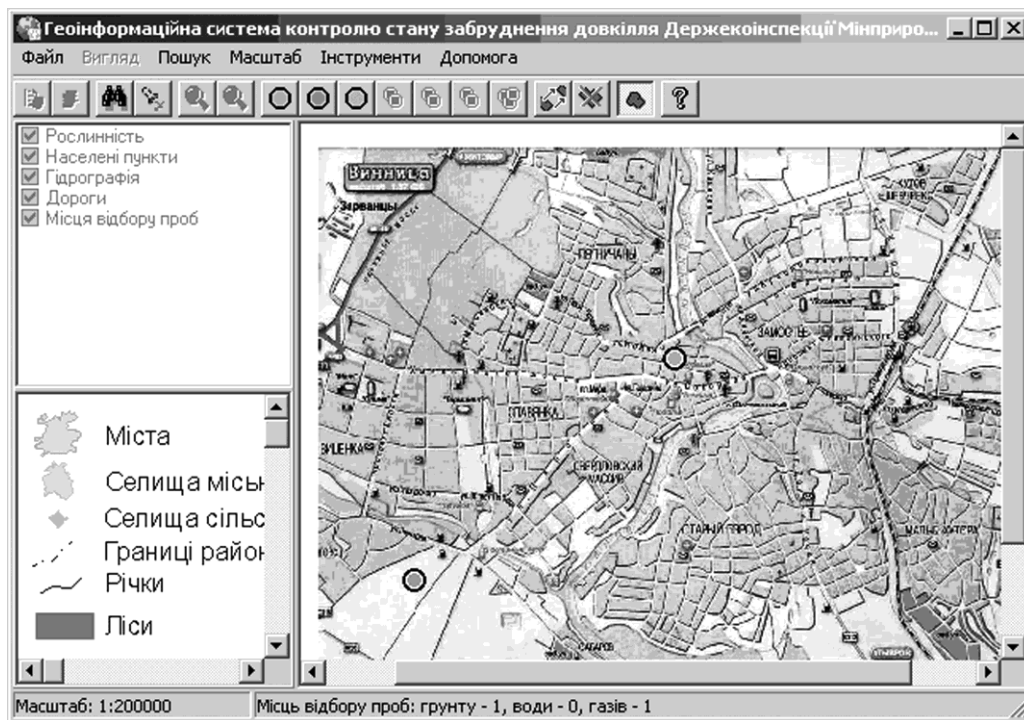 Геоінформаційна система контролю стану забруднення довкілля Держекоінспекції Мінприро...
Файл Вигляд Пошук Масштаб Інструменти Допомога
Рослинність
Населені пункти
Гідрографія
Дороги
Місця відбору проб
Винница
Зарванцы
ПЯТНИЧАНЫ
ЗАМОСТЬЕ
СЛАВЯНКА
ВИШЕНКА
СВЕРДЛОВСКИЙ
МАССИВ
СТАРЫЙ ГОРОД
МАЛЫЕ ХУТОРА
САБАРОВ
Міста
Селища міськ
Селища сільс
Границі район
Річки
Ліси
Масштаб: 1:200000
Місць відбору проб: грунту - 1, води - 0, газів - 1